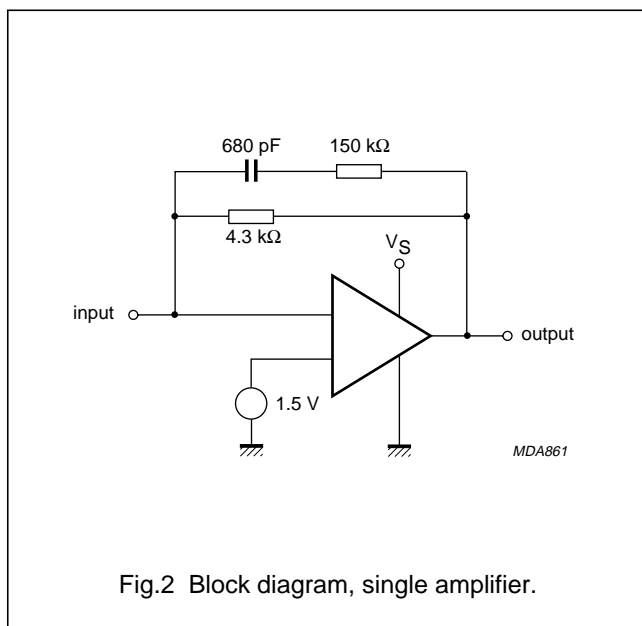 680 pF 150 kΩ
4.3 kΩ
VS
input
output
1.5 V
MDA861
Fig.2 Block diagram, single amplifier.